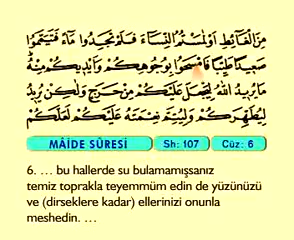 مِنَ الْغَائِطِ اَوْ لٰمَسْتُمُ النِّسَاءَ فَلَمْ تَجِدُوا مَاءً فَتَيَمَّمُوا
صَعِيدًا طَيِّبًا فَامْسَحُوا بِوُجُوهِكُمْ وَاَيْدِيكُمْ مِنْهُ
مَا يُرِيدُ اللّٰهُ لِيَجْعَلَ عَلَيْكُمْ مِنْ حَرَجٍ وَلٰكِنْ يُرِيدُ
لِيُطَهِّرَكُمْ وَلِيُتِمَّ نِعْمَتَهُ عَلَيْكُمْ لَعَلَّكُمْ
MÂİDE SÛRESİ Sh: 107 Cüz: 6
6. … bu hallerde su bulamamışsanız
temiz toprakla teyemmüm edin de yüzünüzü
ve (dirseklere kadar) ellerinizi onunla
meshedin. …